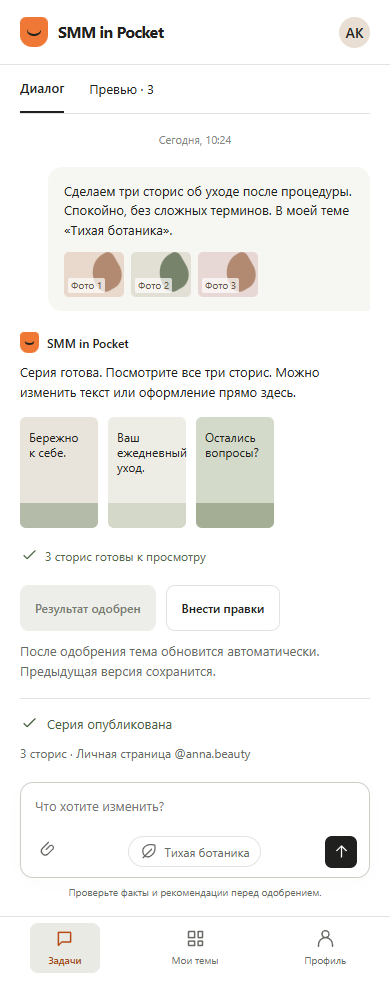 SMM in Pocket
АК
Диалог
Превью · 3
Сегодня, 10:24
Сделаем три сторис об уходе после процедуры.
Спокойно, без сложных терминов. В моей теме
«Тихая ботаника».
Фото 1
Фото 2
Фото 3
SMM in Pocket
Серия готова. Посмотрите все три сторис. Можно
изменить текст или оформление прямо здесь.
Бережно
к себе.
Ваш
ежедневный
уход.
Остались
вопросы?
3 сторис готовы к просмотру
Результат одобрен
Внести правки
После одобрения тема обновится автоматически.
Предыдущая версия сохранится.
Серия опубликована
3 сторис · Личная страница @anna.beauty
Что хотите изменить?
Тихая ботаника
Проверьте факты и рекомендации перед одобрением.
Задачи
Мои темы
Профиль